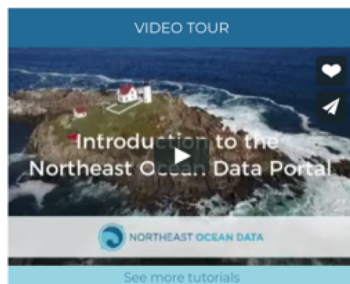 VIDEO TOUR
Introduction to the
Northeast Ocean Data Portal
NORTHEAST OCEAN DATA
See more tutorials